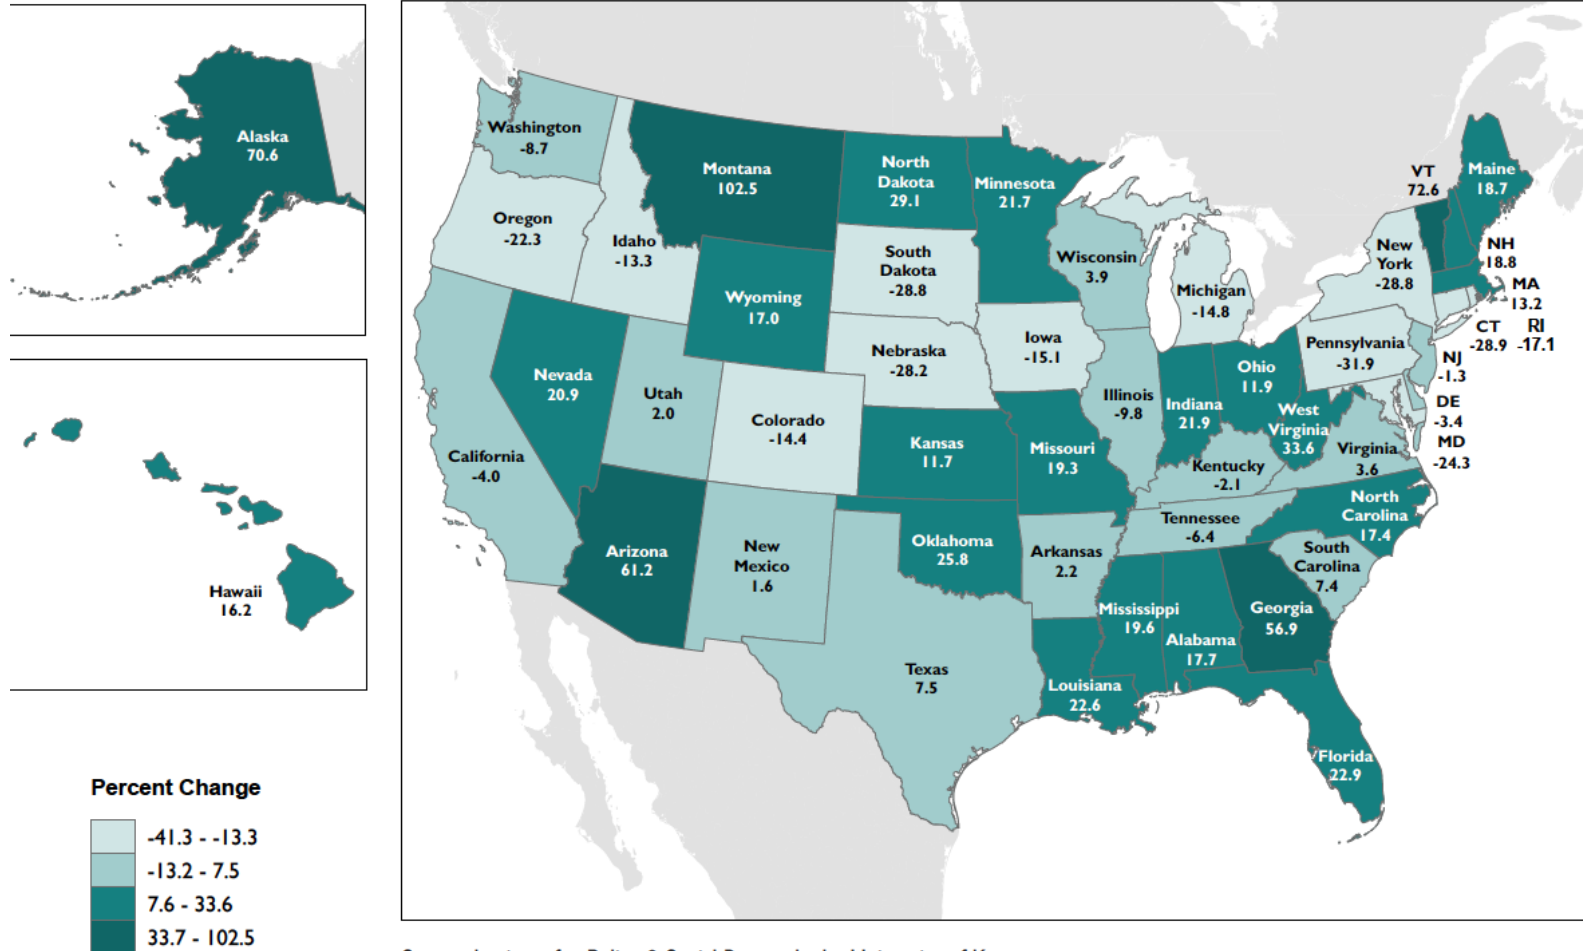 Alaska
70.6
Hawaii
16.2
Percent Change
-41.3 - -13.3
-13.2 - 7.5
7.6 - 33.6
33.7 - 102.5
Washington
-8.7
Oregon
-22.3
Idaho
-13.3
Montana
102.5
North
Dakota
29.1
Minnesota
21.7
South
Dakota
-28.8
Wyoming
17.0
Wisconsin
3.9
Michigan
-14.8
Iowa
-15.1
Nebraska
-28.2
Nevada
20.9
Utah
2.0
Colorado
-14.4
California
-4.0
Kansas
11.7
Missouri
19.3
Illinois
-9.8
Indiana
21.9
Ohio
11.9
West
Virginia
33.6
Kentucky
-2.1
Virginia
3.6
Pennsylvania
-31.9
New
York
-28.8
VT
72.6
Maine
18.7
NH
18.8
MA
13.2
CT
-28.9
RI
-17.1
NJ
-1.3
DE
-3.4
MD
-24.3
North
Carolina
17.4
Tennessee
-6.4
South
Carolina
7.4
Arizona
61.2
New
Mexico
1.6
Oklahoma
25.8
Arkansas
2.2
Mississippi
19.6
Alabama
17.7
Georgia
56.9
Texas
7.5
Louisiana
22.6
Florida
22.9